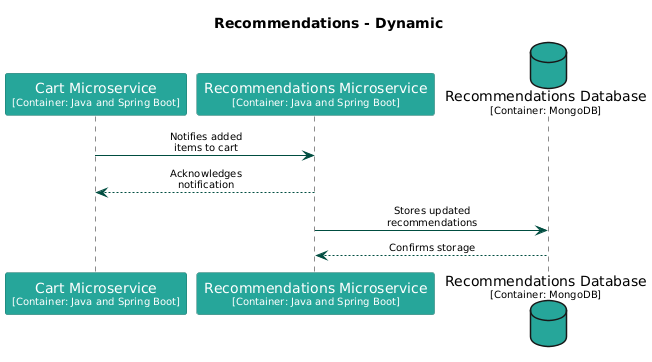 Recommendations - Dynamic
Cart Microservice
[Container: Java and Spring Boot]
Recommendations Microservice
[Container: Java and Spring Boot]
Recommendations Database
[Container: MongoDB]
Notifies added
items to cart
Acknowledges
notification
Stores updated
recommendations
Confirms storage
Cart Microservice
[Container: Java and Spring Boot]
Recommendations Microservice
[Container: Java and Spring Boot]
Recommendations Database
[Container: MongoDB]